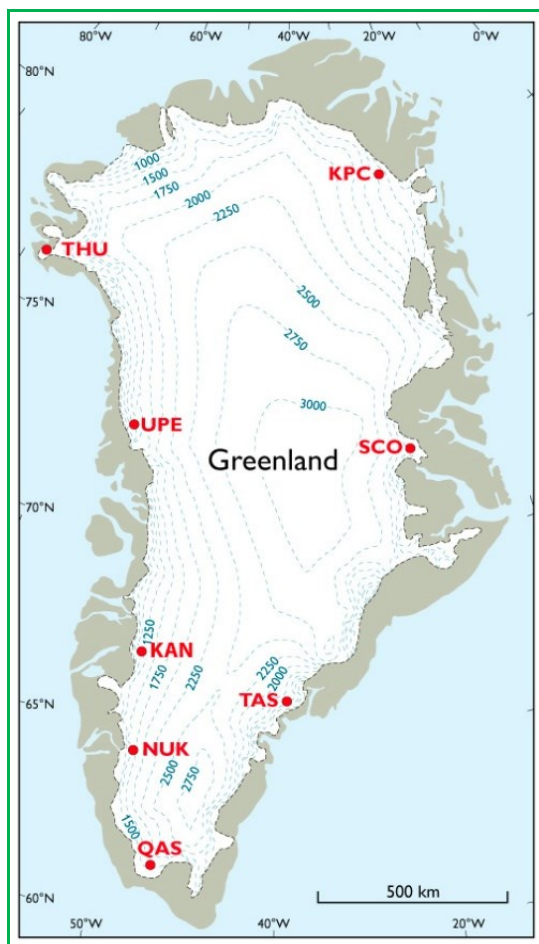 80°W 60°W 40°W 20°W 0°W
80°N
1000
KPC
1500
1750
2000
2250
THU
2500
75°N
2750
3000
UPE
SCO
Greenland
70°N
1250
KAN
2250
1750
2250
2000
TAS
65°N
NUK
2500
2750
1500
QAS
500 km
60°N
50°W 40°W 20°W